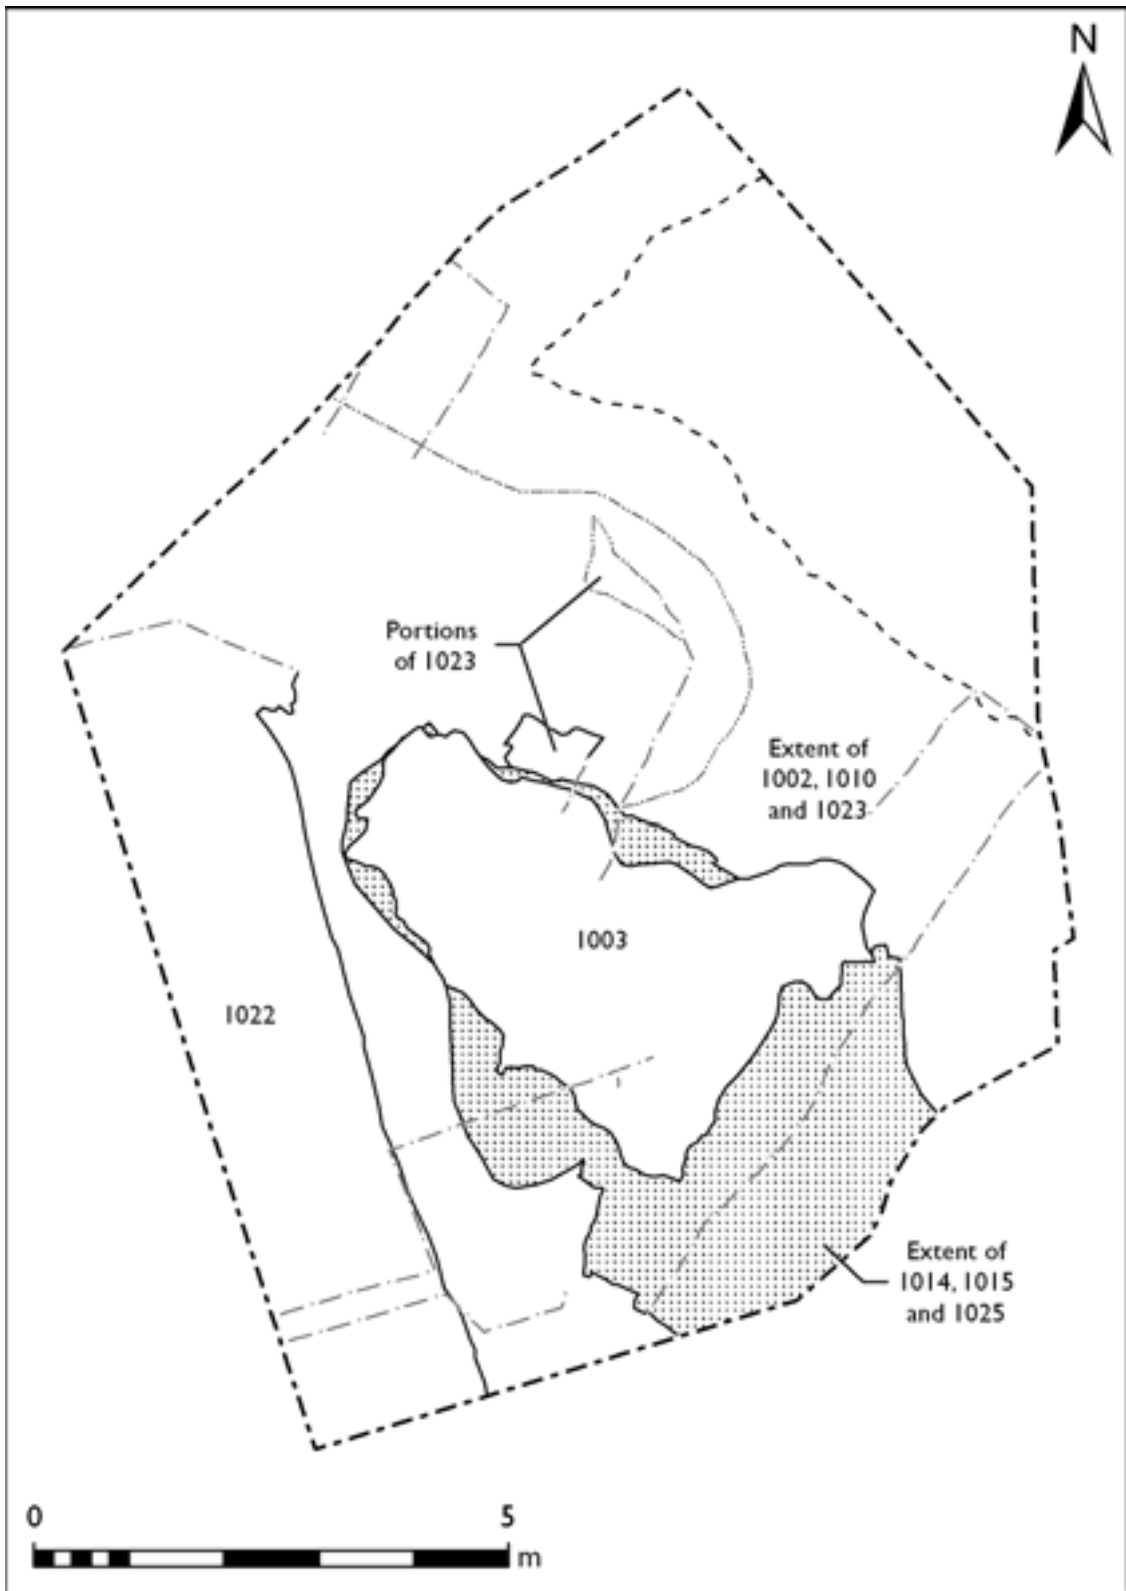 N
Portions
of 1023
Extent of
1002, 1010
and 1023
1003
1022
Extent of
1014, 1015
and 1025
0 5
m